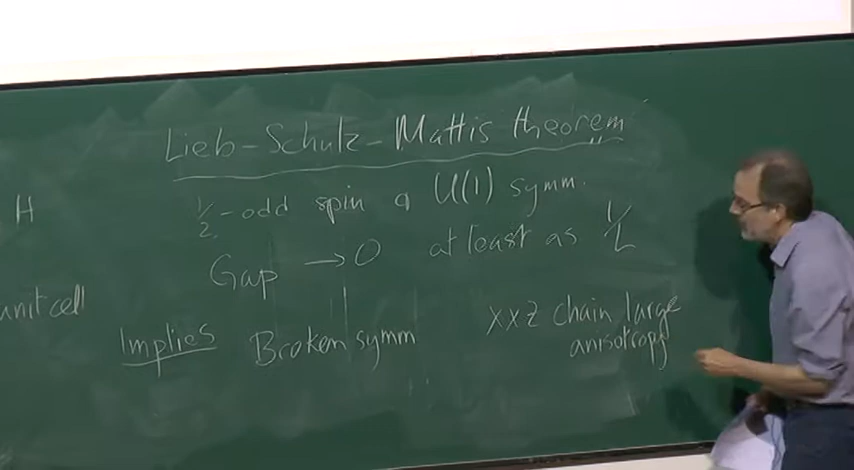 Lieb-Schulz-Mattis theorem
1/2-odd spin a U(1) symm.
H
Gap → 0 at least as 1/L
unit cell
Implies Broken symm XXZ chain large
anisotropy